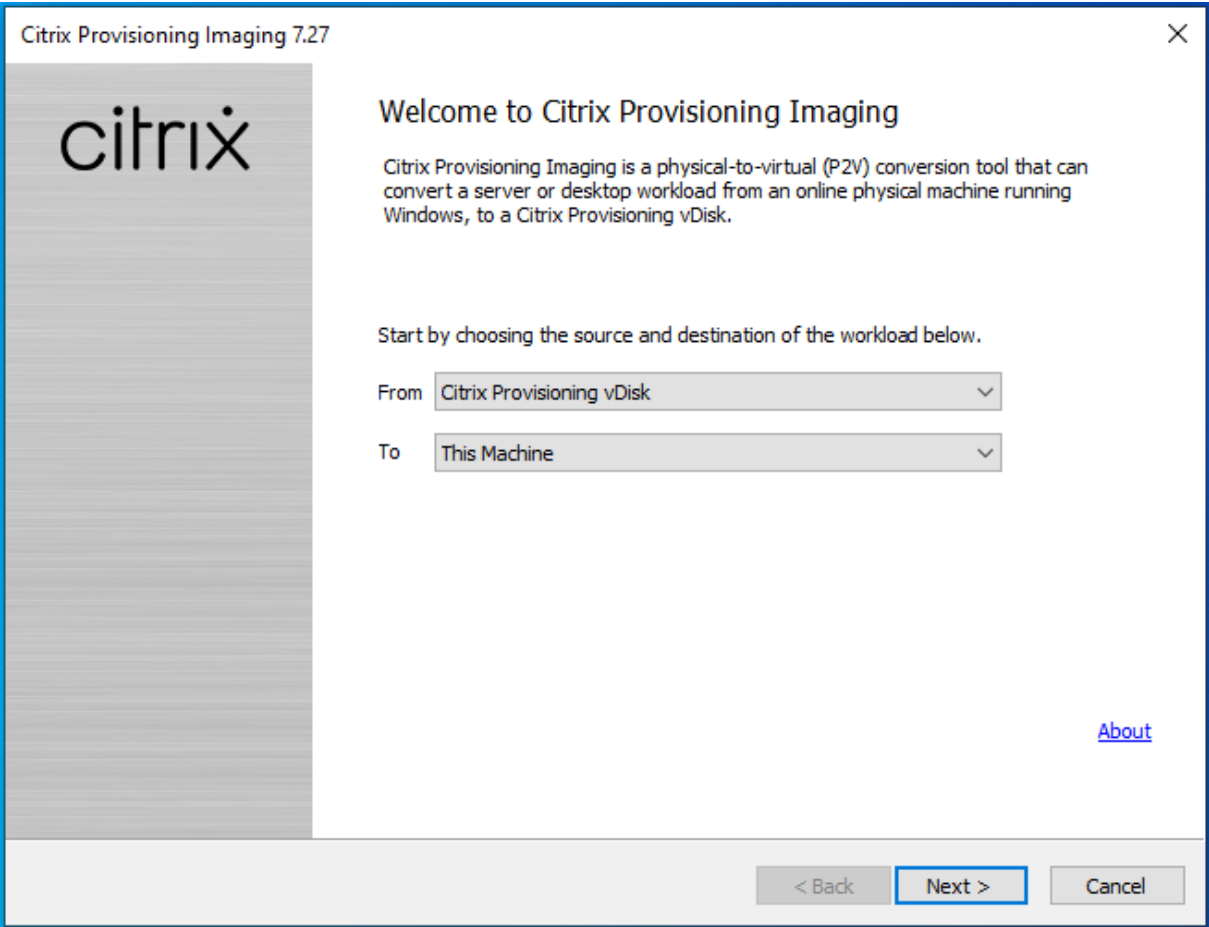 Citrix Provisioning Imaging 7.27
citrix
Welcome to Citrix Provisioning Imaging
Citrix Provisioning Imaging is a physical-to-virtual (P2V) conversion tool that can
convert a server or desktop workload from an online physical machine running
Windows, to a Citrix Provisioning vDisk.
Start by choosing the source and destination of the workload below.
From Citrix Provisioning vDisk
To This Machine
About
< Back Next > Cancel